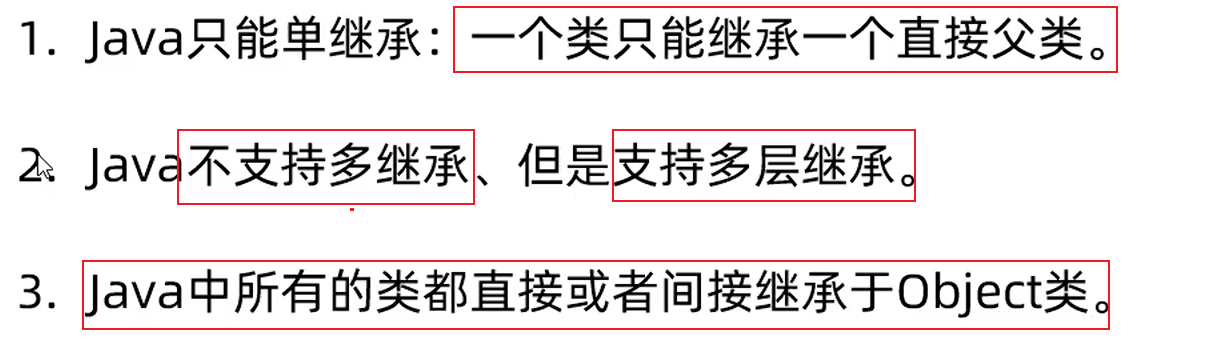 1. Java只能单继承：一个类只能继承一个直接父类。
2. Java不支持多继承、但是支持多层继承。
3. Java中所有的类都直接或者间接继承于Object类。